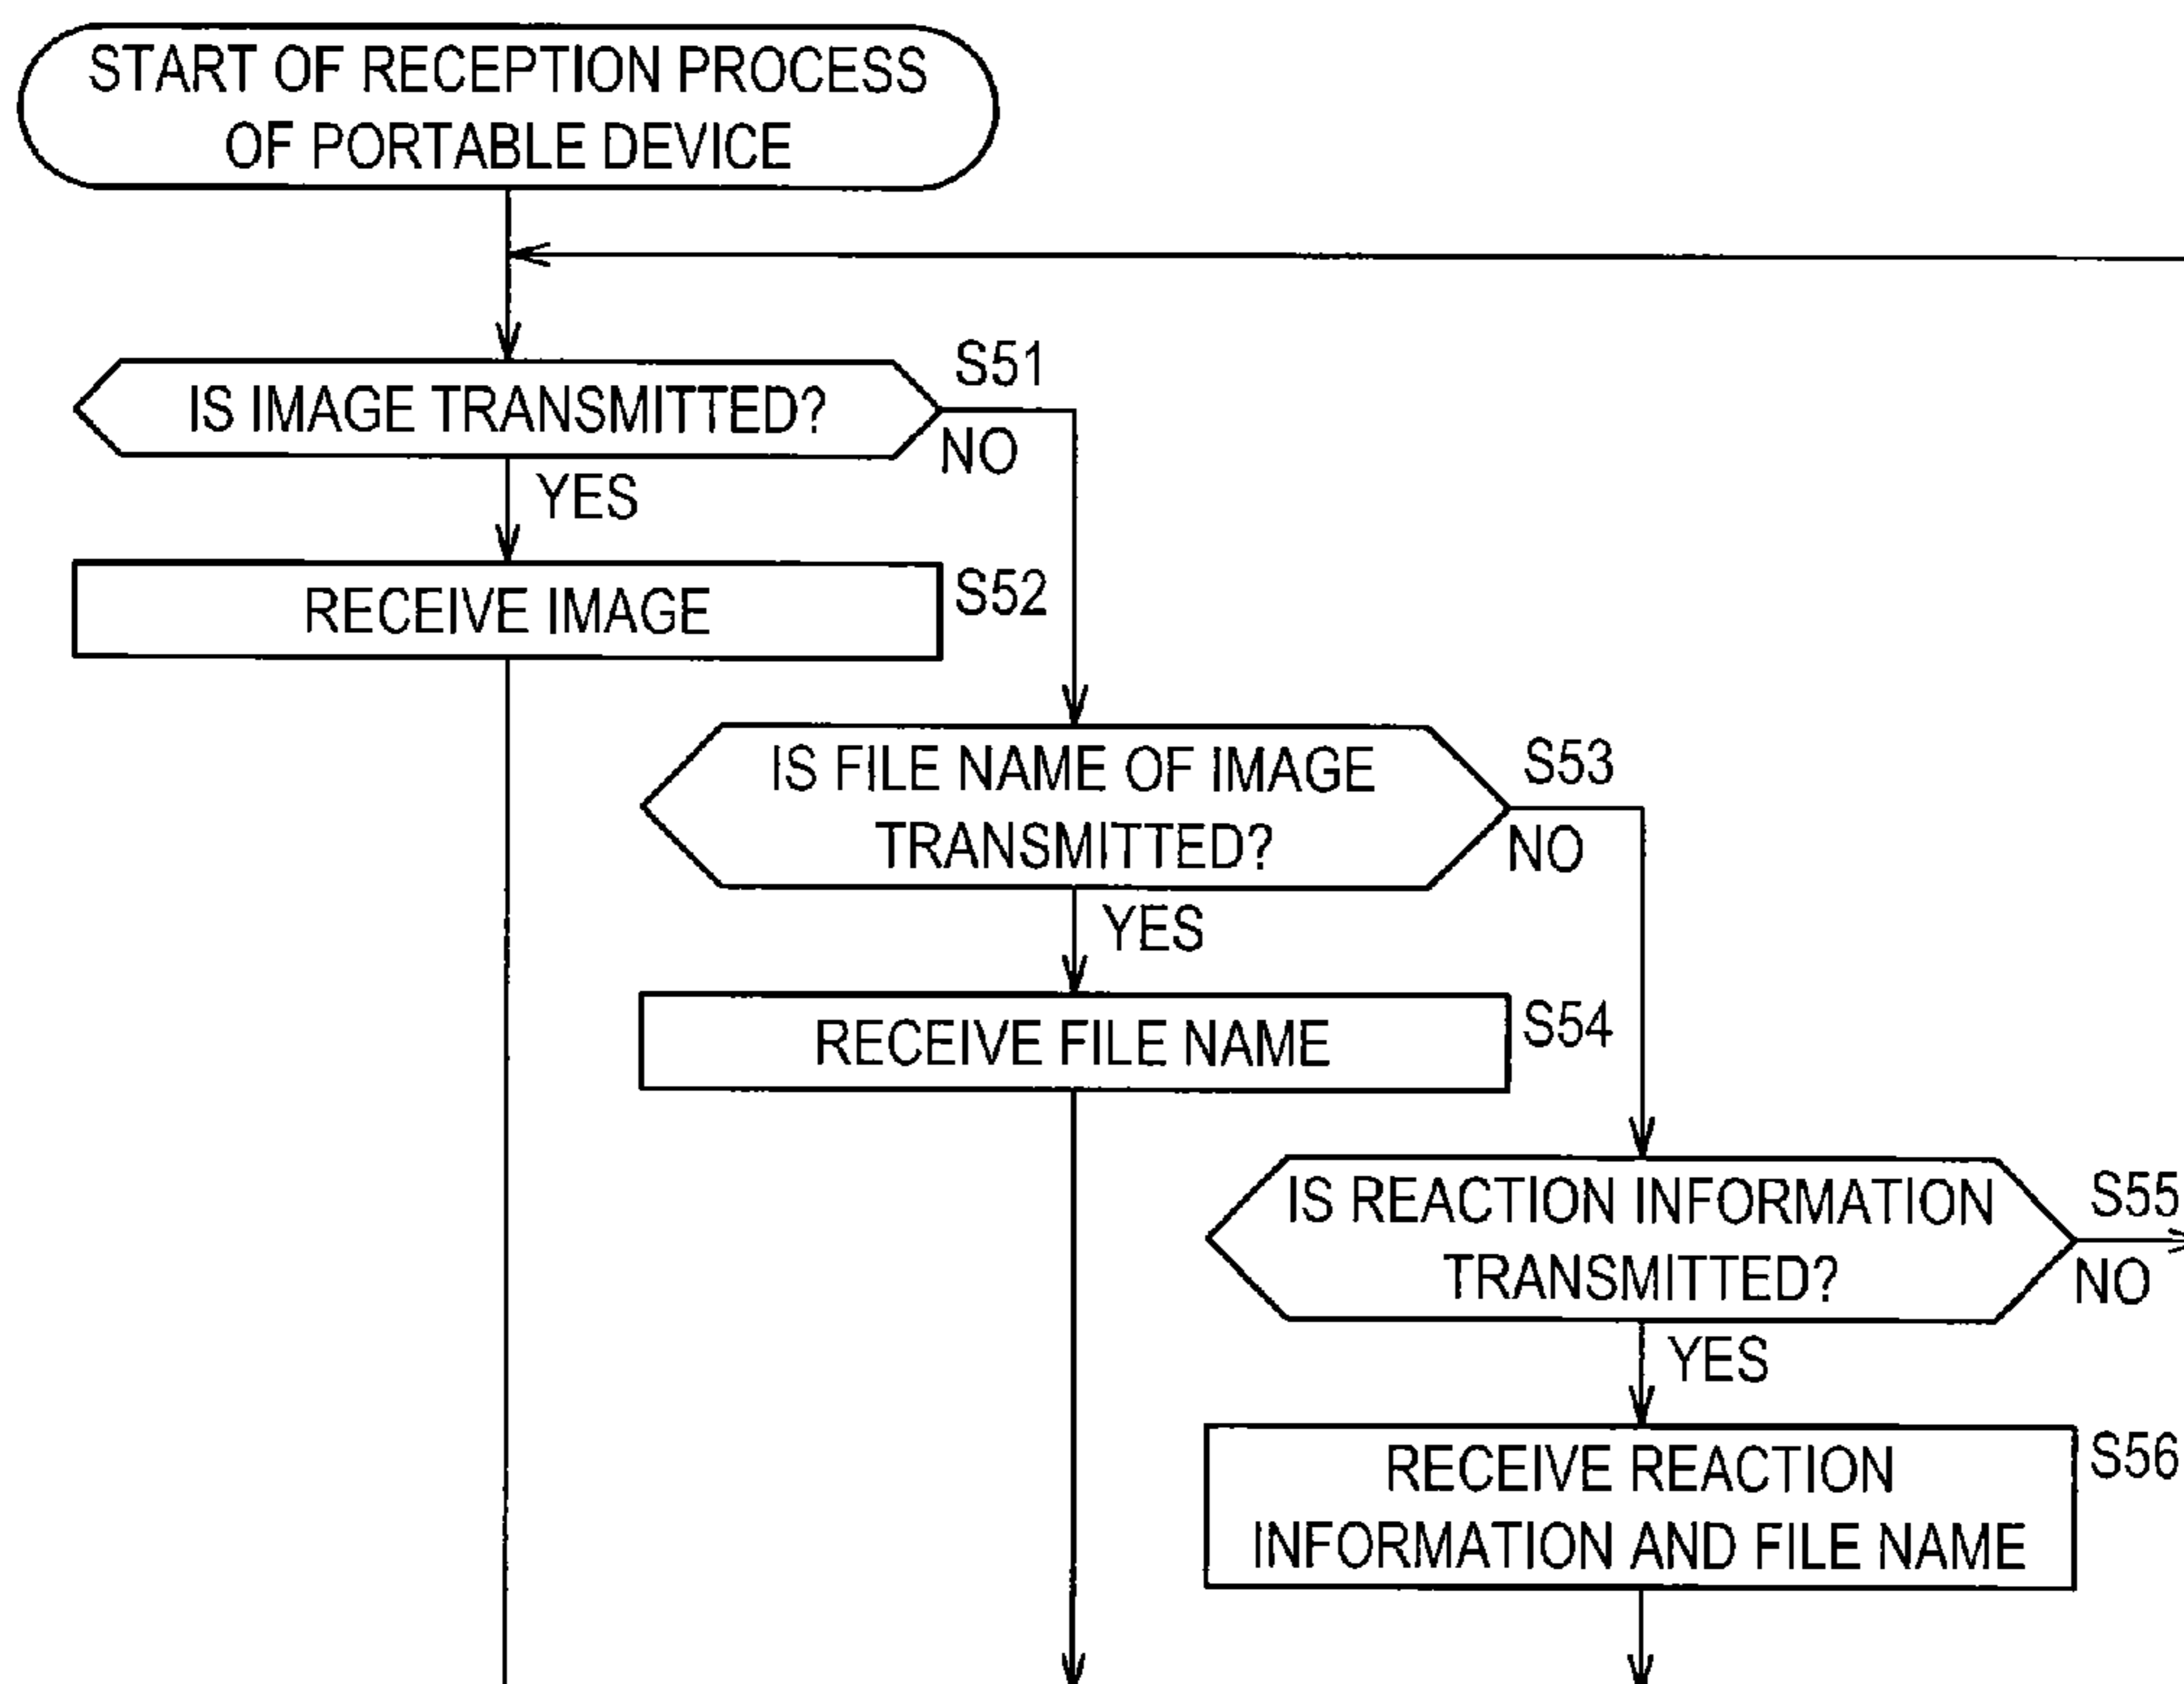 START OF RECEPTION PROCESS
OF PORTABLE DEVICE
S51
IS IMAGE TRANSMITTED?
NO
YES
S52
RECEIVE IMAGE
IS FILE NAME OF IMAGE
TRANSMITTED?
S53
NO
YES
RECEIVE FILE NAME
S54
IS REACTION INFORMATION
TRANSMITTED?
S55
NO
YES
RECEIVE REACTION
INFORMATION AND FILE NAME
S56